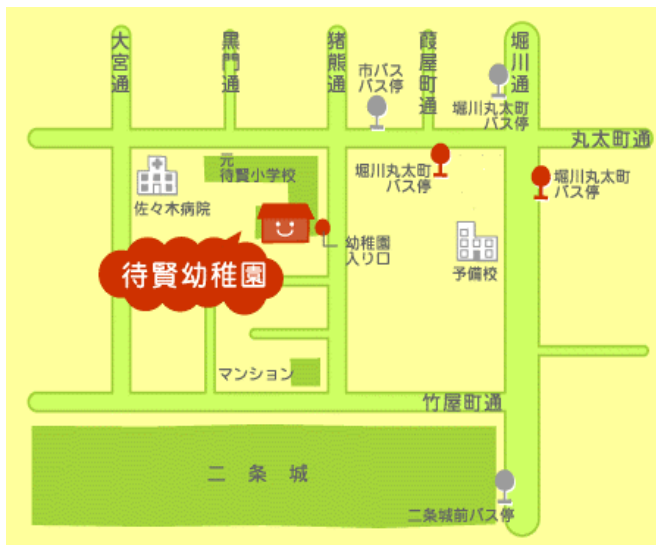 大宮通
黒門通
猪熊通
葭屋町通
堀川通
市バス
バス停
堀川丸太町
バス停
丸太町通
元
待賢小学校
堀川丸太町
バス停
堀川丸太町
バス停
佐々木病院
幼稚園
入り口
待賢幼稚園
予備校
マンション
竹屋町通
二条城
二条城前バス停